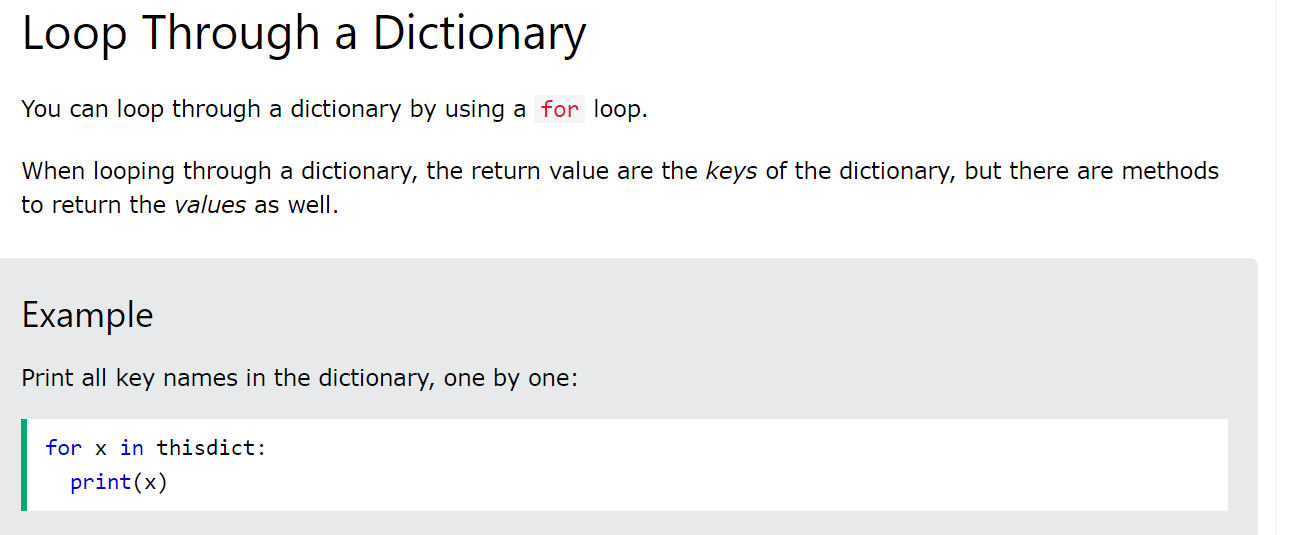 Loop Through a Dictionary
You can loop through a dictionary by using a for loop.
When looping through a dictionary, the return value are the keys of the dictionary, but there are methods
to return the values as well.
Example
Print all key names in the dictionary, one by one:
for x in thisdict:
  print(x)